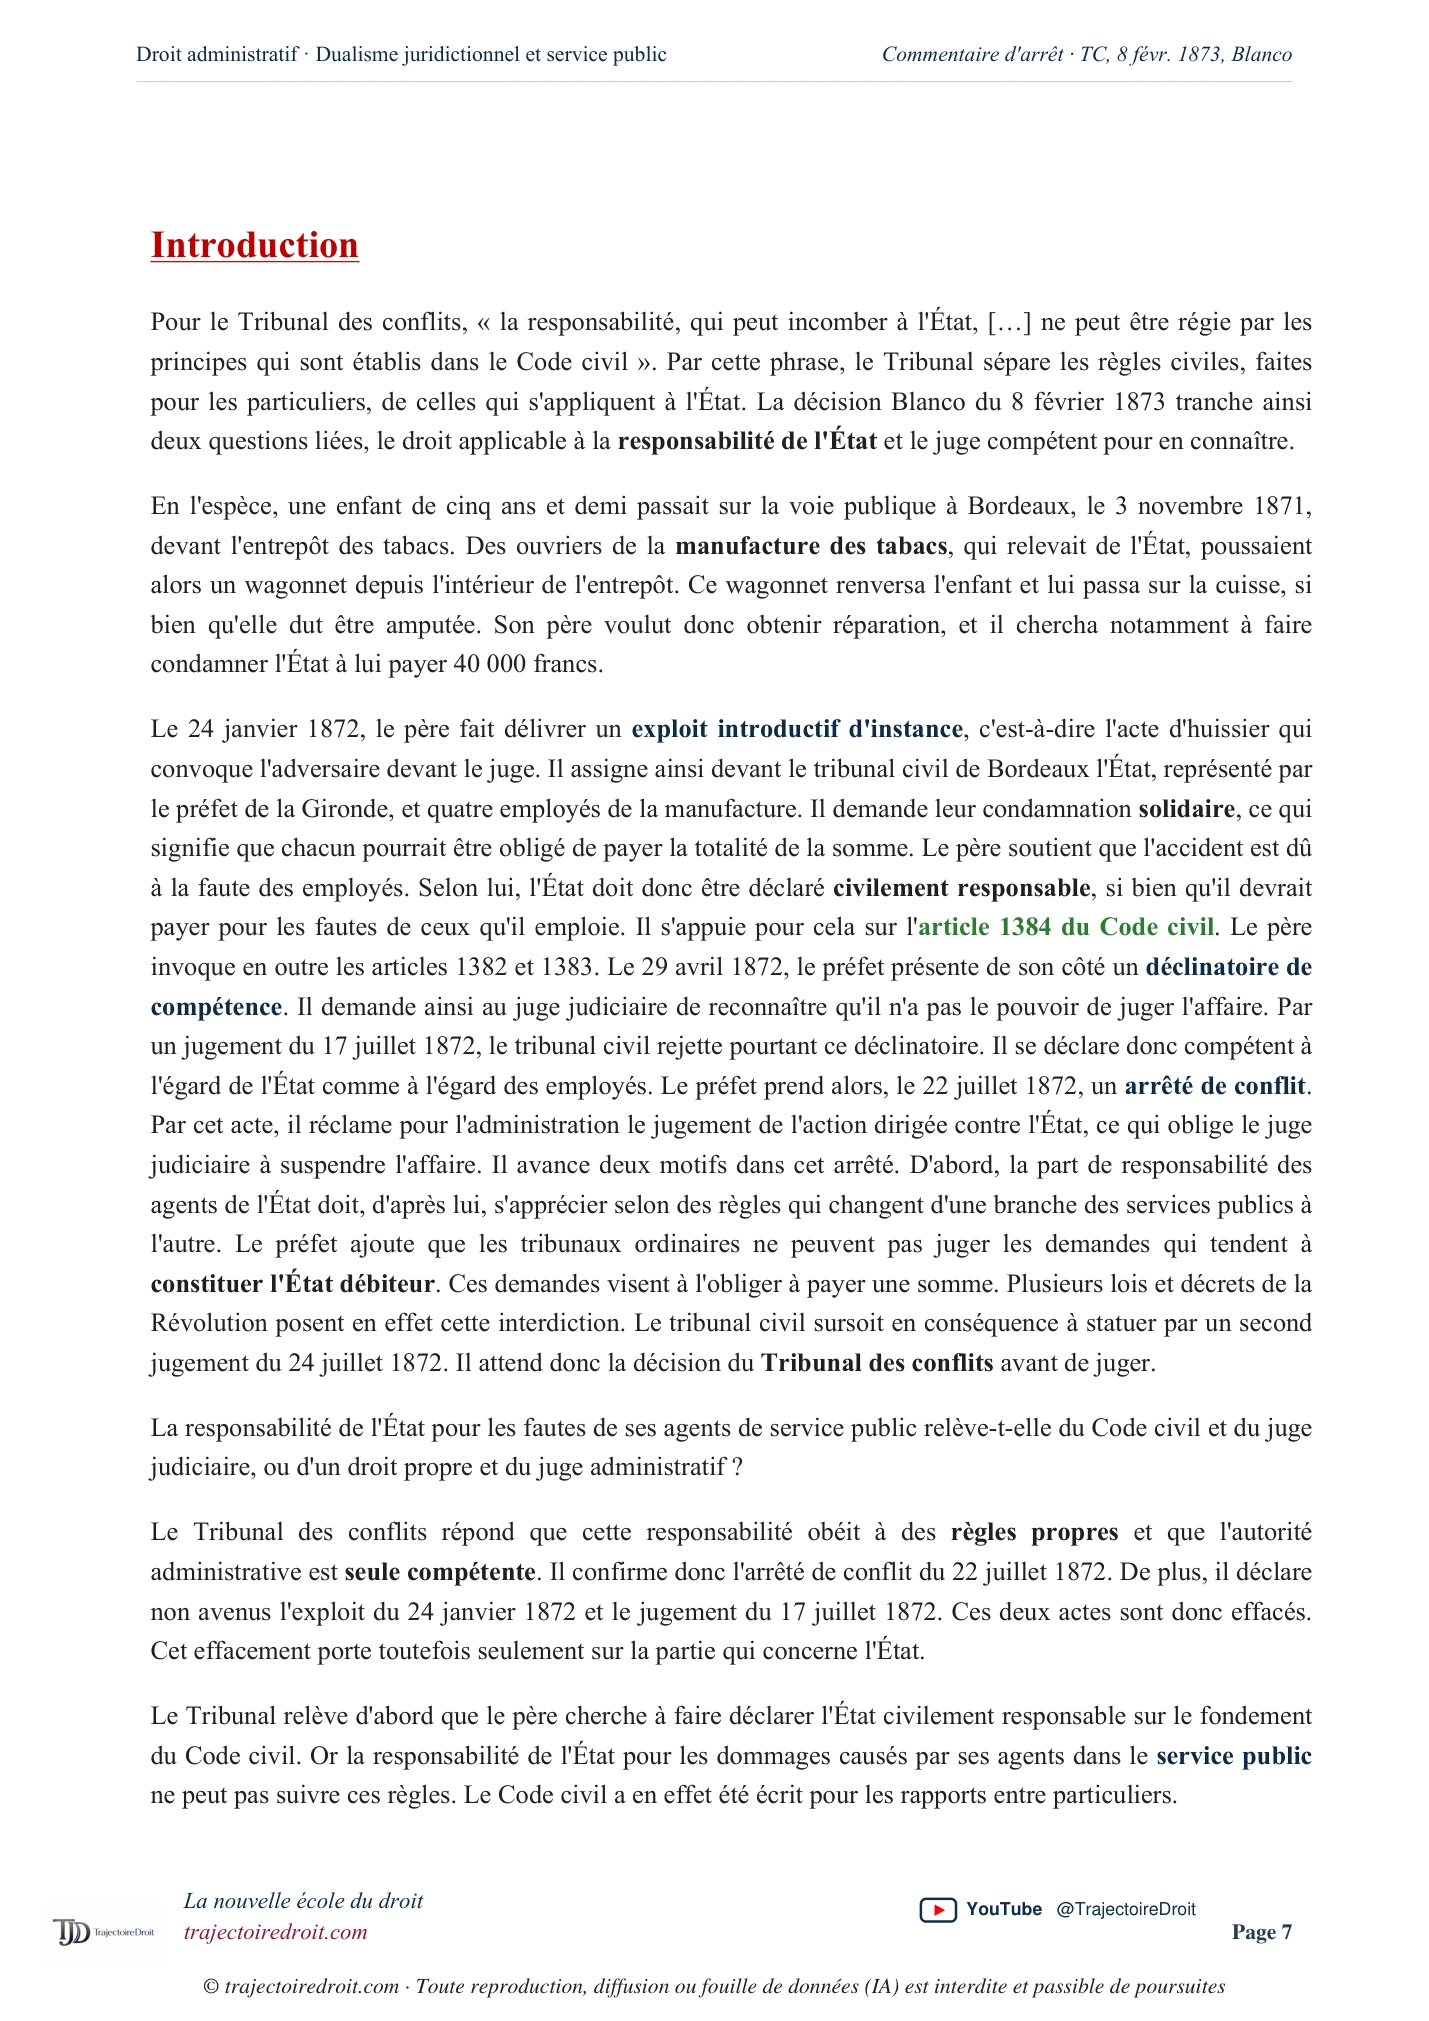 Droit administratif · Dualisme juridictionnel et service public
Commentaire d'arrêt · TC, 8 févr. 1873, Blanco
Introduction
Pour le Tribunal des conflits, « la responsabilité, qui peut incomber à l'État, […] ne peut être régie par les
principes qui sont établis dans le Code civil ». Par cette phrase, le Tribunal sépare les règles civiles, faites
pour les particuliers, de celles qui s'appliquent à l'État. La décision Blanco du 8 février 1873 tranche ainsi
deux questions liées, le droit applicable à la responsabilité de l'État et le juge compétent pour en connaître.
En l'espèce, une enfant de cinq ans et demi passait sur la voie publique à Bordeaux, le 3 novembre 1871,
devant l'entrepôt des tabacs. Des ouvriers de la manufacture des tabacs, qui relevait de l'État, poussaient
alors un wagonnet depuis l'intérieur de l'entrepôt. Ce wagonnet renversa l'enfant et lui passa sur la cuisse, si
bien qu'elle dut être amputée. Son père voulut donc obtenir réparation, et il chercha notamment à faire
condamner l'État à lui payer 40 000 francs.
Le 24 janvier 1872, le père fait délivrer un exploit introductif d'instance, c'est-à-dire l'acte d'huissier qui
convoque l'adversaire devant le juge. Il assigne ainsi devant le tribunal civil de Bordeaux l'État, représenté par
le préfet de la Gironde, et quatre employés de la manufacture. Il demande leur condamnation solidaire, ce qui
signifie que chacun pourrait être obligé de payer la totalité de la somme. Le père soutient que l'accident est dû
à la faute des employés. Selon lui, l'État doit donc être déclaré civilement responsable, si bien qu'il devrait
payer pour les fautes de ceux qu'il emploie. Il s'appuie pour cela sur l'article 1384 du Code civil. Le père
invoque en outre les articles 1382 et 1383. Le 29 avril 1872, le préfet présente de son côté un déclinatoire de
compétence. Il demande ainsi au juge judiciaire de reconnaître qu'il n'a pas le pouvoir de juger l'affaire. Par
un jugement du 17 juillet 1872, le tribunal civil rejette pourtant ce déclinatoire. Il se déclare donc compétent à
l'égard de l'État comme à l'égard des employés. Le préfet prend alors, le 22 juillet 1872, un arrêté de conflit.
Par cet acte, il réclame pour l'administration le jugement de l'action dirigée contre l'État, ce qui oblige le juge
judiciaire à suspendre l'affaire. Il avance deux motifs dans cet arrêté. D'abord, la part de responsabilité des
agents de l'État doit, d'après lui, s'apprécier selon des règles qui changent d'une branche des services publics à
l'autre. Le préfet ajoute que les tribunaux ordinaires ne peuvent pas juger les demandes qui tendent à
constituer l'État débiteur. Ces demandes visent à l'obliger à payer une somme. Plusieurs lois et décrets de la
Révolution posent en effet cette interdiction. Le tribunal civil sursoit en conséquence à statuer par un second
jugement du 24 juillet 1872. Il attend donc la décision du Tribunal des conflits avant de juger.
La responsabilité de l'État pour les fautes de ses agents de service public relève-t-elle du Code civil et du juge
judiciaire, ou d'un droit propre et du juge administratif ?
Le Tribunal des conflits répond que cette responsabilité obéit à des règles propres et que l'autorité
administrative est seule compétente. Il confirme donc l'arrêté de conflit du 22 juillet 1872. De plus, il déclare
non avenus l'exploit du 24 janvier 1872 et le jugement du 17 juillet 1872. Ces deux actes sont donc effacés.
Cet effacement porte toutefois seulement sur la partie qui concerne l'État.
Le Tribunal relève d'abord que le père cherche à faire déclarer l'État civilement responsable sur le fondement
du Code civil. Or la responsabilité de l'État pour les dommages causés par ses agents dans le service public
ne peut pas suivre ces règles. Le Code civil a en effet été écrit pour les rapports entre particuliers.
La nouvelle école du droit
YouTube @TrajectoireDroit
TJD TrajectoireDroit
trajectoiredroit.com
Page 7
© trajectoiredroit.com · Toute reproduction, diffusion ou fouille de données (IA) est interdite et passible de poursuites